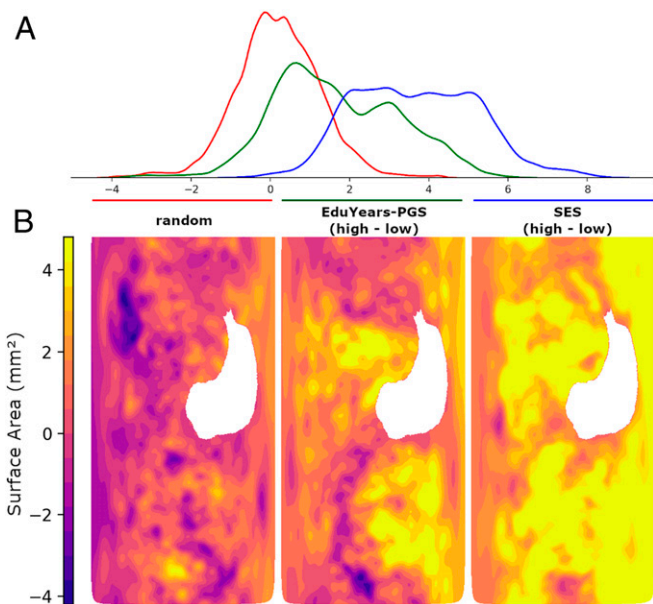 A
−4 −2 0 2 4 6 8
random EduYears-PGS SES
(high - low) (high - low)
B
4
2
0
−2
−4
Surface Area (mm²)